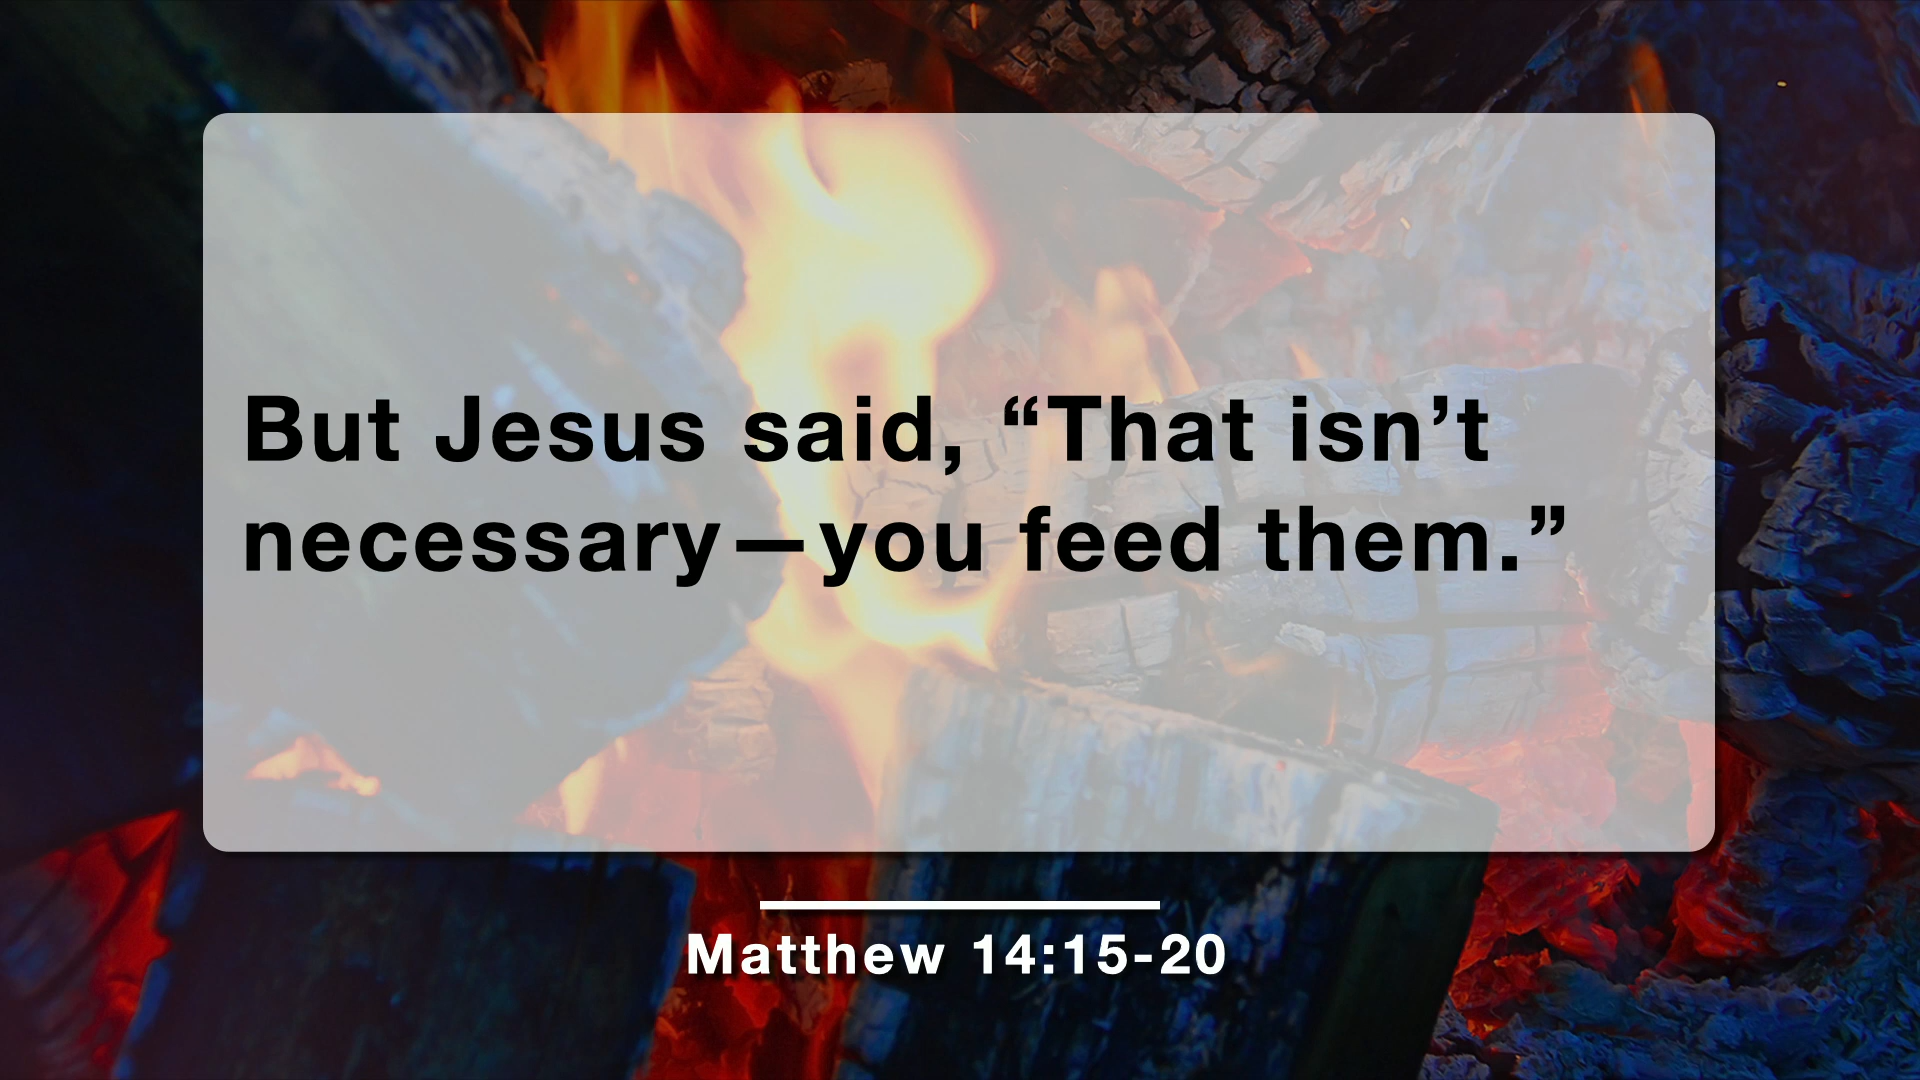 But Jesus said, “That isn’t
necessary—you feed them.”
Matthew 14:15-20